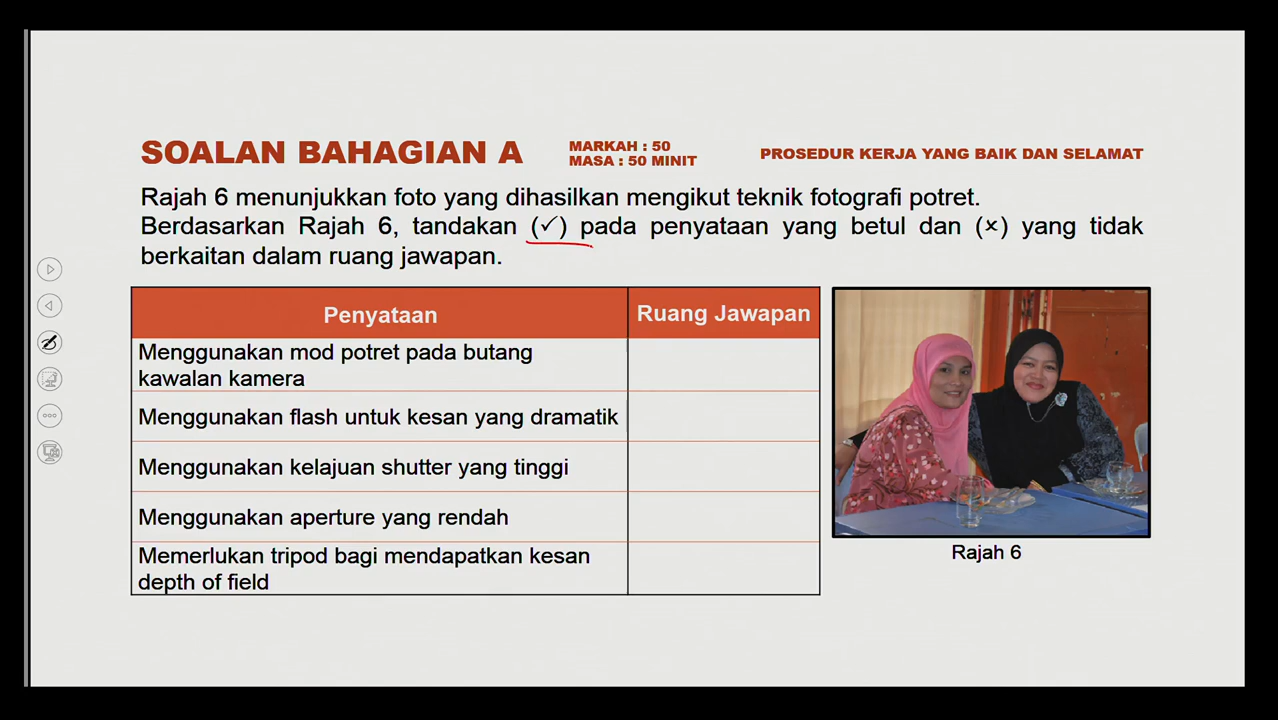 SOALAN BAHAGIAN A
MARKAH : 50
MASA : 50 MINIT
PROSEDUR KERJA YANG BAIK DAN SELAMAT
Rajah 6 menunjukkan foto yang dihasilkan mengikut teknik fotografi potret.
Berdasarkan Rajah 6, tandakan (✓) pada penyataan yang betul dan (×) yang tidak
berkaitan dalam ruang jawapan.
Penyataan
Ruang Jawapan
Menggunakan mod potret pada butang
kawalan kamera
Menggunakan flash untuk kesan yang dramatik
Menggunakan kelajuan shutter yang tinggi
Menggunakan aperture yang rendah
Memerlukan tripod bagi mendapatkan kesan
depth of field
Rajah 6